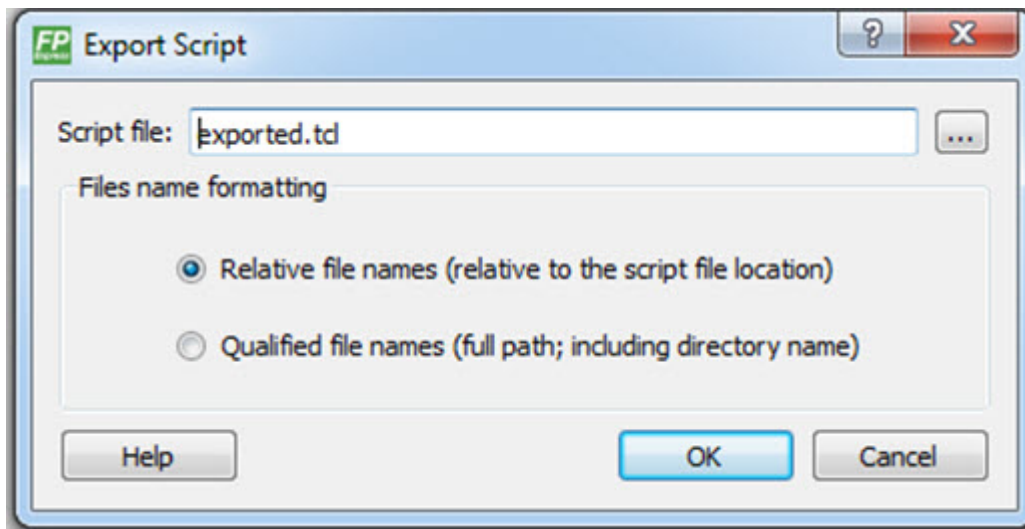 FP
Express
Export Script
Script file: exported.tcl
...
Files name formatting
Relative file names (relative to the script file location)
Qualified file names (full path; including directory name)
Help OK Cancel